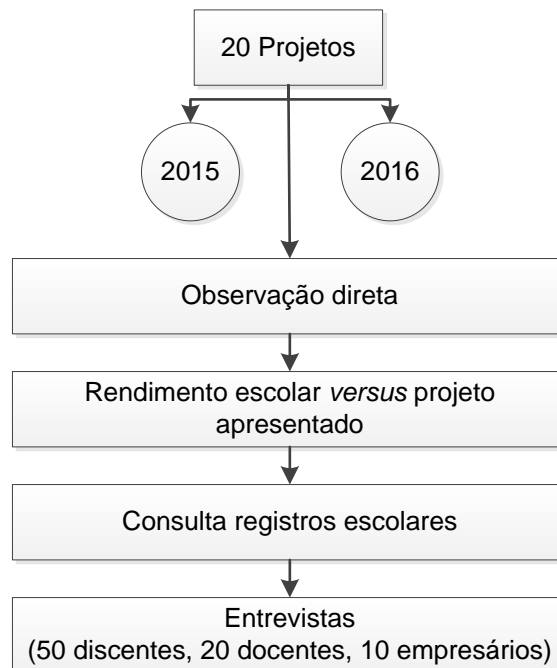 20 Projetos
2015
2016
Observação direta
Rendimento escolar versus projeto
apresentado
Consulta registros escolares
Entrevistas
(50 discentes, 20 docentes, 10 empresários)